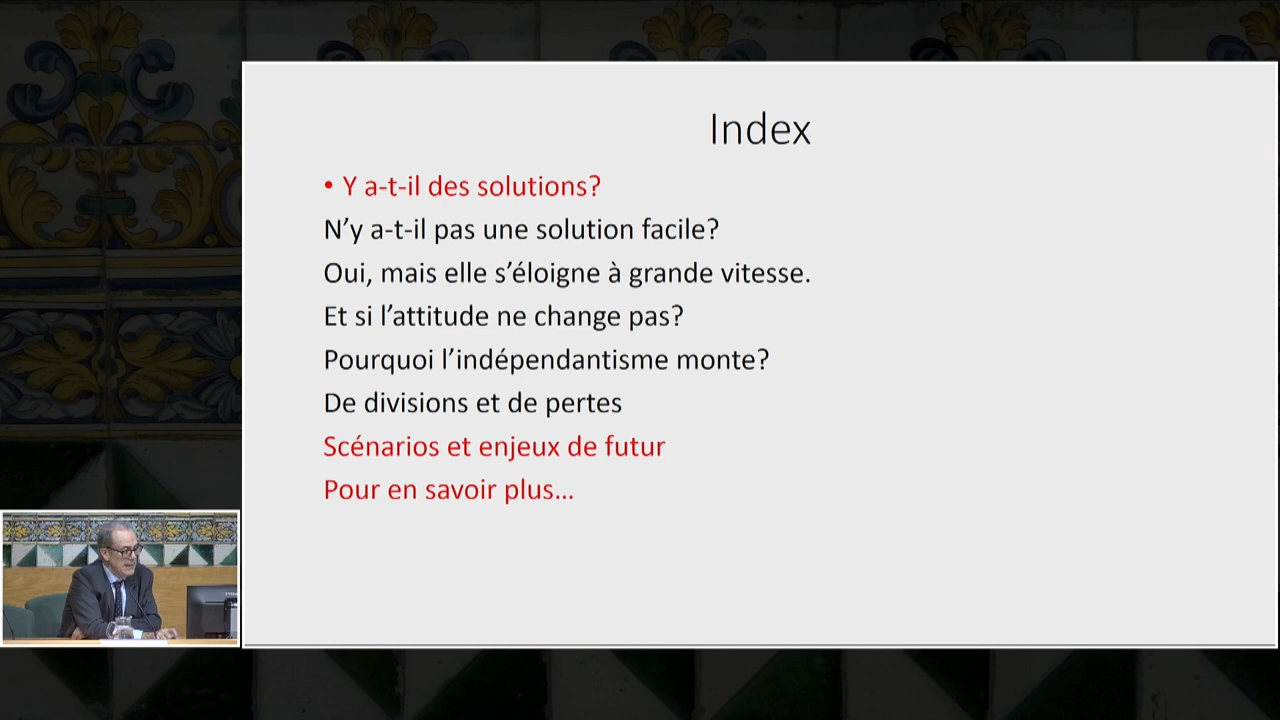 Index
• Y a-t-il des solutions?
N’y a-t-il pas une solution facile?
Oui, mais elle s’éloigne à grande vitesse.
Et si l’attitude ne change pas?
Pourquoi l’indépendantisme monte?
De divisions et de pertes
Scénarios et enjeux de futur
Pour en savoir plus…